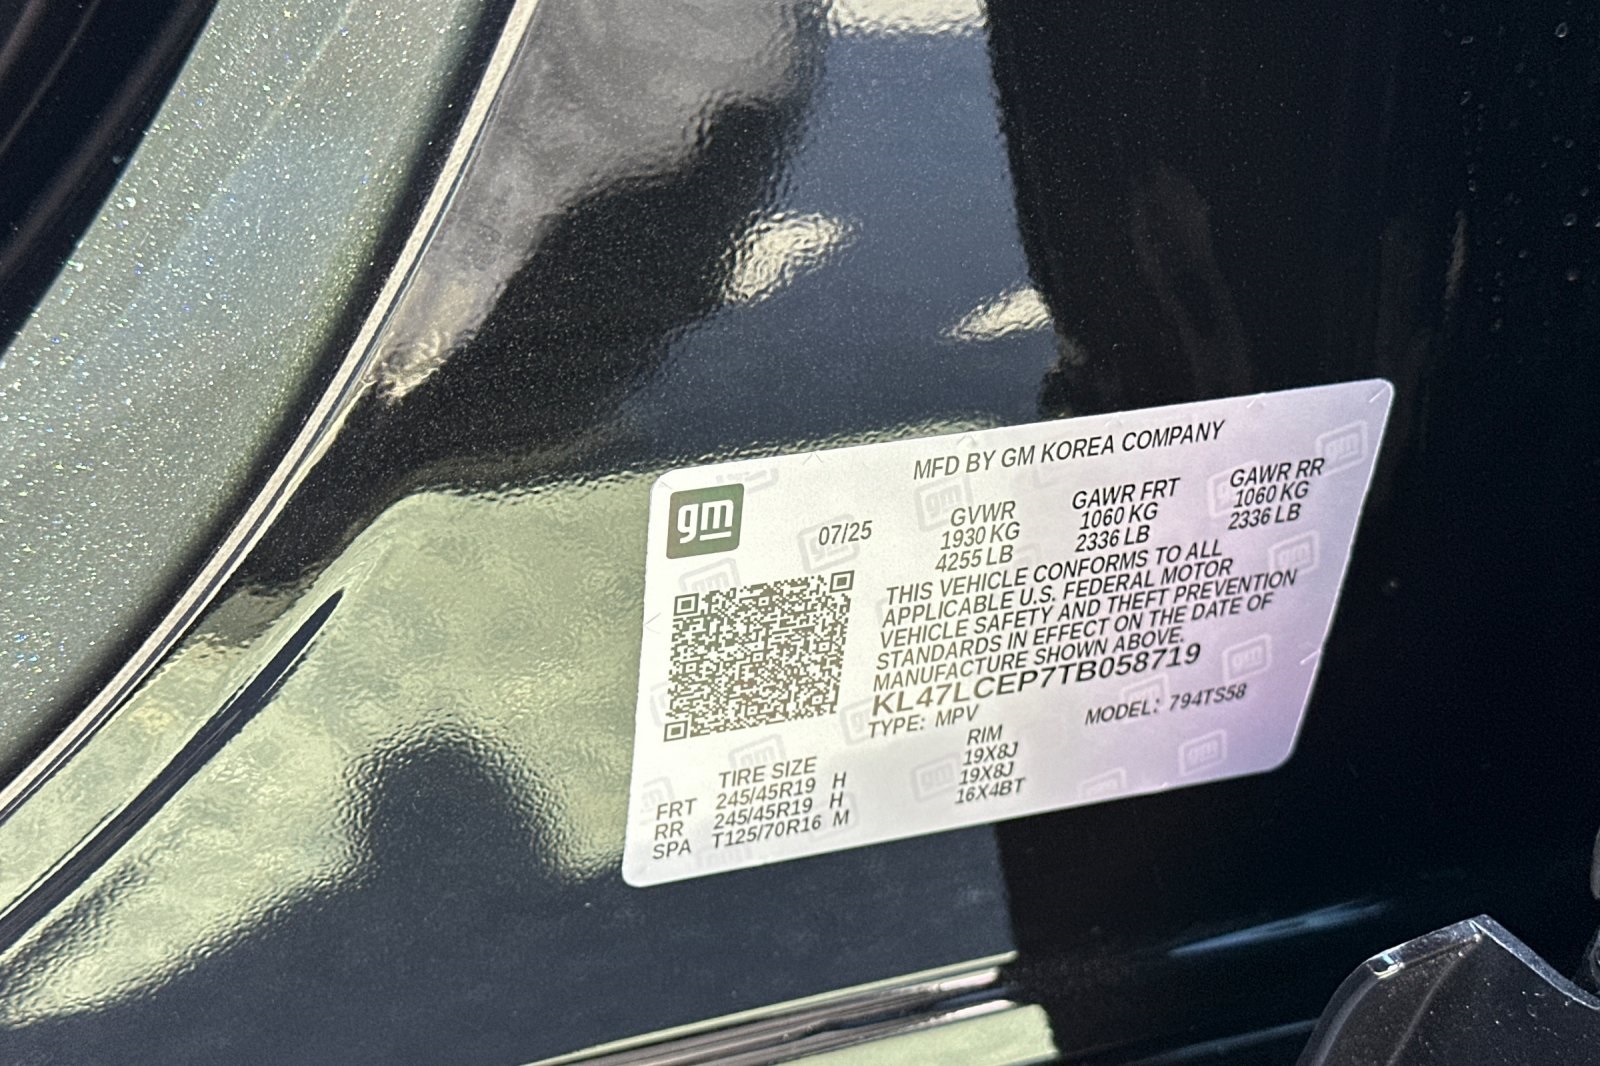 MFD BY GM KOREA COMPANY
gm
07/25
GVWR
1930 KG
4255 LB
GAWR FRT
1060 KG
2336 LB
GAWR RR
1060 KG
2336 LB
THIS VEHICLE CONFORMS TO ALL
APPLICABLE U.S. FEDERAL MOTOR
VEHICLE SAFETY AND THEFT PREVENTION
STANDARDS IN EFFECT ON THE DATE OF
MANUFACTURE SHOWN ABOVE.
KL47LCEP7TB058719
TYPE: MPV
MODEL: 794TS58
TIRE SIZE
RIM
FRT 245/45R19 H 19X8J
RR 245/45R19 H 19X8J
SPA T125/70R16 M 16X4BT